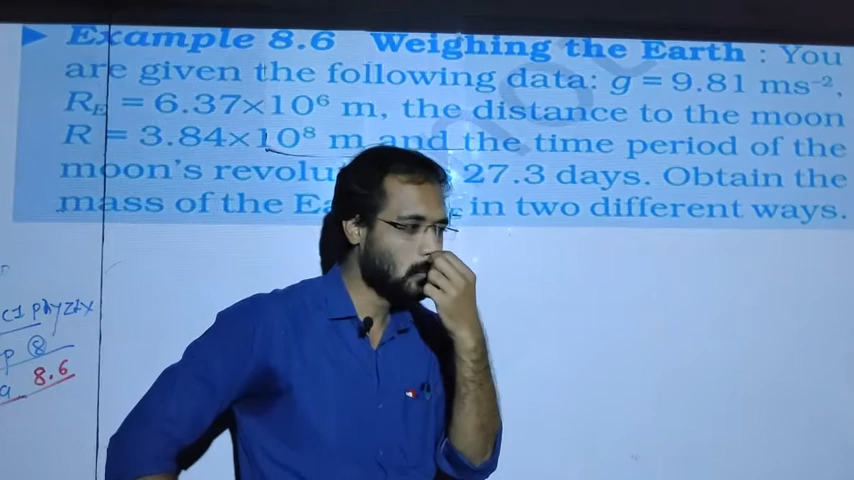 Example 8.6 Weighing the Earth : You
are given the following data: g = 9.81 ms⁻²,
R_E = 6.37×10⁶ m, the distance to the moon
R = 3.84×10⁸ m and the time period of the
moon's 27.3 days. Obtain the
mass of the in two different ways.
phyzix
8
8.6